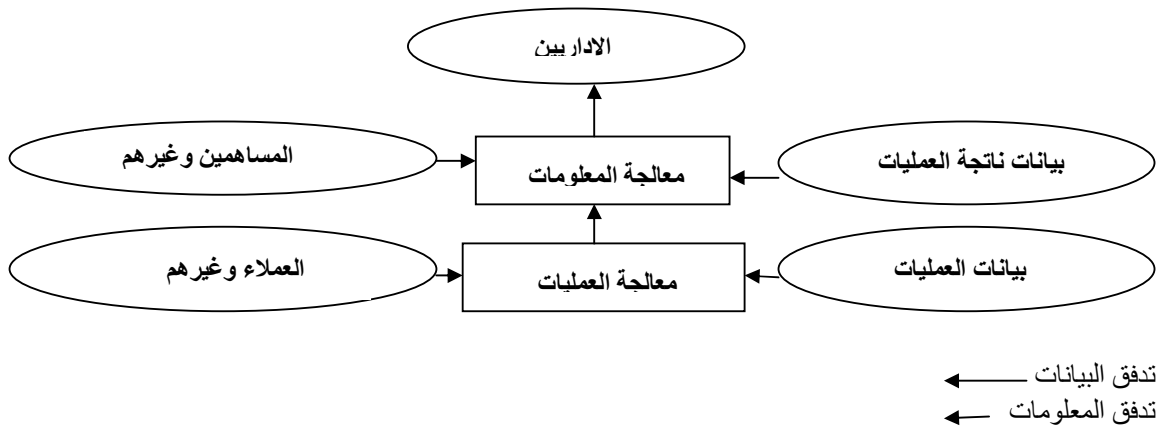 الاداريين
المساهمين وغيرهم
معالجة المعلومات
بيانات ناتجة العمليات
العملاء وغيرهم
معالجة العمليات
بيانات العمليات
تدفق البيانات
تدفق المعلومات